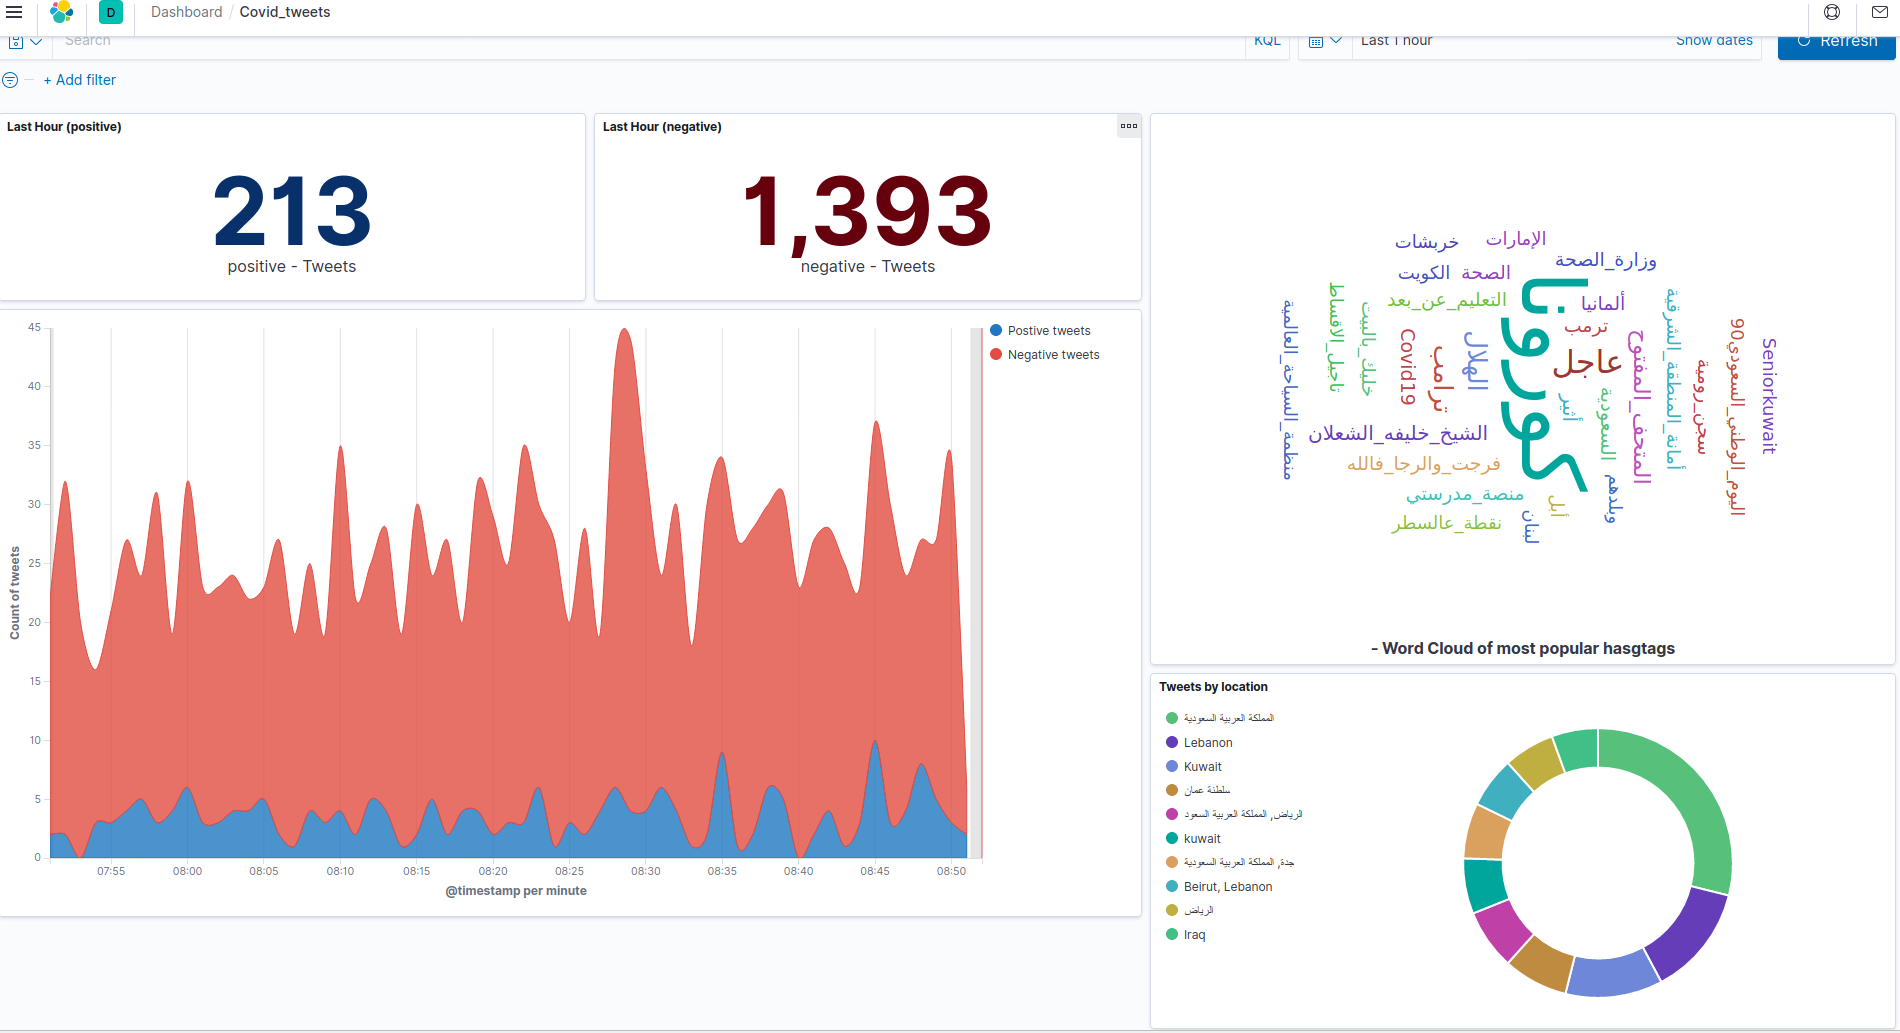 D
Dashboard / Covid_tweets
Search
KQL
Last 1 hour
Show dates
Refresh
+ Add filter
Last Hour (positive)
213
positive - Tweets
Last Hour (negative)
1,393
negative - Tweets
Count of tweets
45
40
35
30
25
20
15
10
5
0
07:55
08:00
08:05
08:10
08:15
08:20
08:25
08:30
08:35
08:40
08:45
08:50
@timestamp per minute
Postive tweets
Negative tweets
الإمارات
خربشات
وزارة_الصحة
الصحة
الكويت
التعليم_عن_بعد
ألمانيا
ترمب
عاجل
كورونا
الهلال
ترامب
Covid19
خليك_بالبيت
تاجيل_الاقساط
منظمة_السياحة_العالمية
أثير
السعودية
المتحف_المفتوح
أمانة_المنطقة_الشرقية
سجن_رومية
اليوم_الوطني_السعودي90
Seniorkuwait
الشيخ_خليفه_الشعلان
فرجت_والرجا_فالله
منصة_مدرستي
نقطة_عالسطر
لبنان
أبل
وبلدهم
- Word Cloud of most popular hasgtags
Tweets by location
المملكة العربية السعودية
Lebanon
Kuwait
سلطنة عمان
الرياض, المملكة العربية السعود
kuwait
جدة, المملكة العربية السعودية
Beirut, Lebanon
الرياض
Iraq